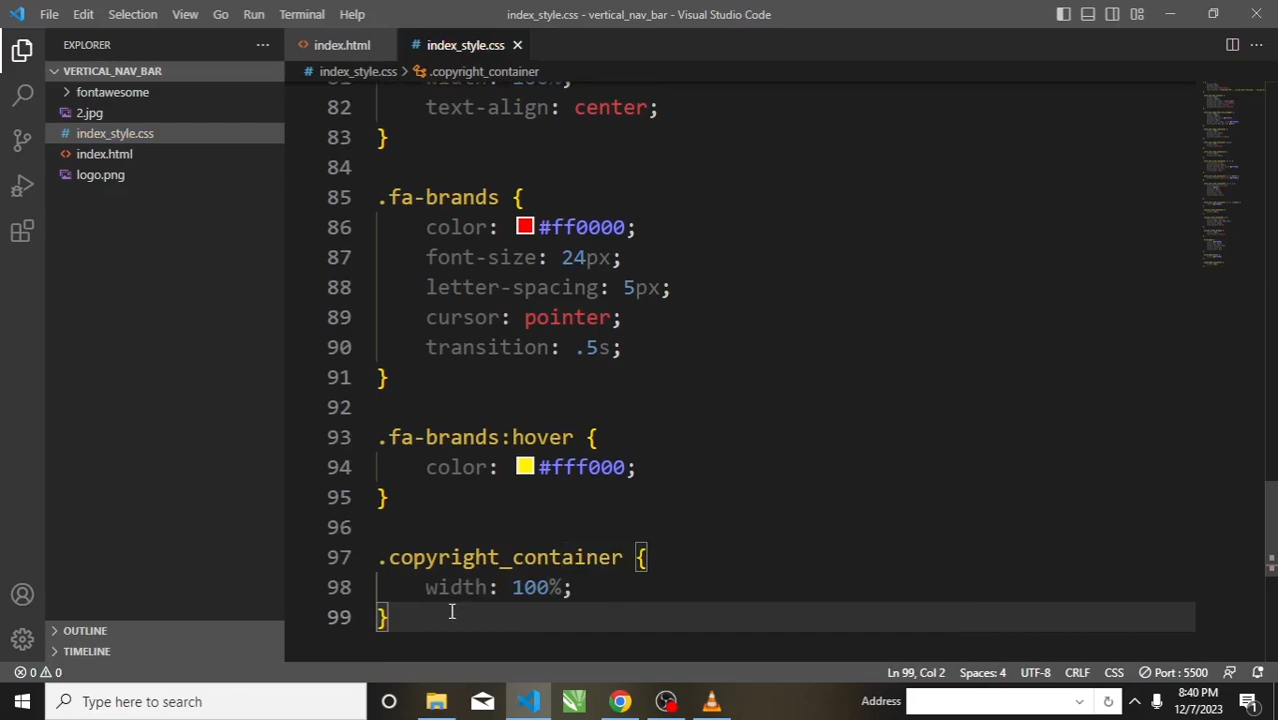 File Edit Selection View Go Run Terminal Help
index_style.css - vertical_nav_bar - Visual Studio Code
EXPLORER
index.html
# index_style.css
VERTICAL_NAV_BAR
# index_style.css > .copyright_container
fontawesome
2.jpg
# index_style.css
index.html
logo.png
82 text-align: center;
83 }
84
85 .fa-brands {
86 color: #ff0000;
87 font-size: 24px;
88 letter-spacing: 5px;
89 cursor: pointer;
90 transition: .5s;
91 }
92
93 .fa-brands:hover {
94 color: #fff000;
95 }
96
97 .copyright_container {
98 width: 100%;
99 }
OUTLINE
TIMELINE
0 0
Ln 99, Col 2 Spaces: 4 UTF-8 CRLF CSS Port : 5500
Type here to search
Address
8:40 PM
12/7/2023
1